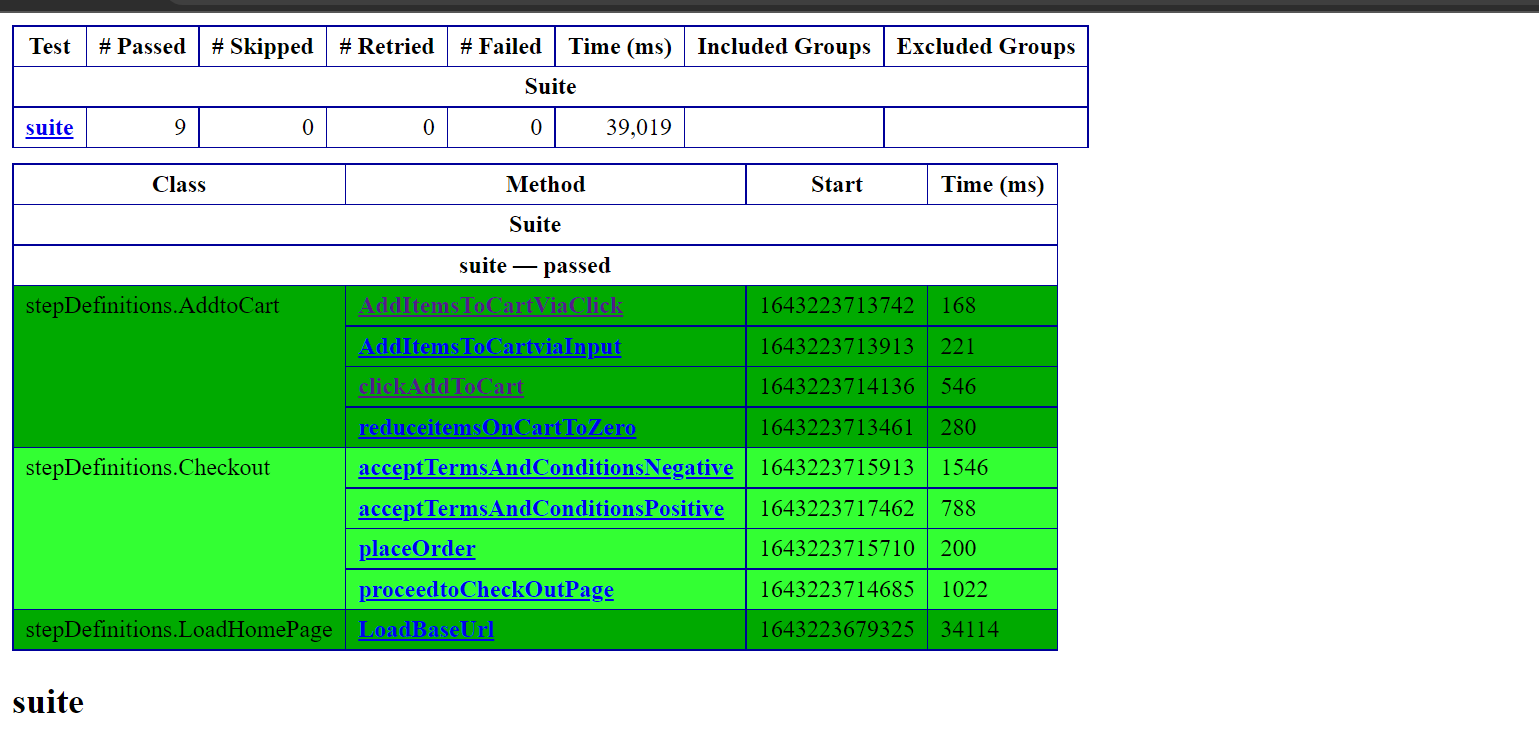 Test # Passed # Skipped # Retried # Failed Time (ms) Included Groups Excluded Groups
Suite
suite 9 0 0 0 39,019
Class Method Start Time (ms)
Suite
suite — passed
stepDefinitions.AddtoCart AddItemsToCartViaClick 1643223713742 168
AddItemsToCartviaInput 1643223713913 221
clickAddToCart 1643223714136 546
reduceitemsOnCartToZero 1643223713461 280
stepDefinitions.Checkout acceptTermsAndConditionsNegative 1643223715913 1546
acceptTermsAndConditionsPositive 1643223717462 788
placeOrder 1643223715710 200
proceedtoCheckOutPage 1643223714685 1022
stepDefinitions.LoadHomePage LoadBaseUrl 1643223679325 34114
suite